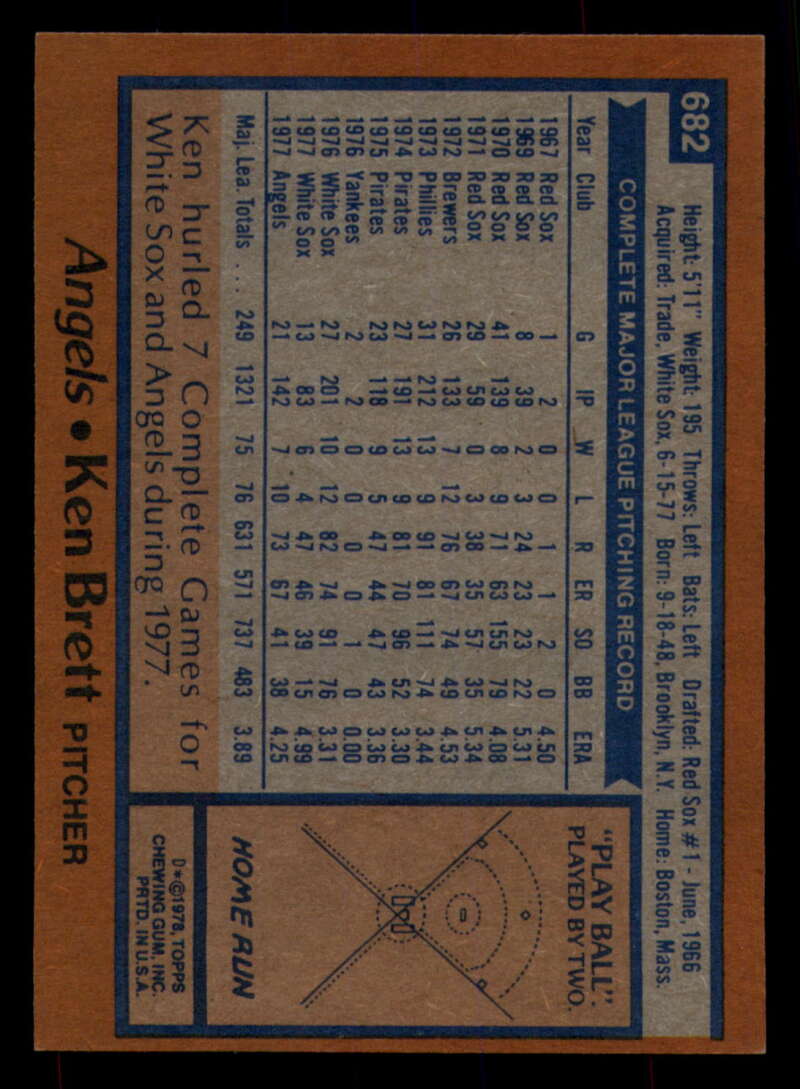 682
Height: 5'11" Weight: 195 Throws: Left Bats: Left Drafted: Red Sox #1 - June, 1966
Acquired: Trade, White Sox, 6-15-77 Born: 9-18-48, Brooklyn, N.Y. Home: Boston, Mass.
COMPLETE MAJOR LEAGUE PITCHING RECORD
Year Club G IP W L R ER SO BB ERA
1967 Red Sox 1 2 0 0 1 1 2 0 4.50
1969 Red Sox 8 39 2 3 24 23 23 22 5.31
1970 Red Sox 41 139 8 9 71 63 155 79 4.08
1971 Red Sox 29 59 0 3 38 35 57 35 5.34
1972 Brewers 26 133 7 12 76 67 74 49 4.53
1973 Phillies 31 212 13 9 91 81 111 74 3.44
1974 Pirates 27 191 13 9 81 70 96 52 3.30
1975 Pirates 23 118 9 5 47 44 47 43 3.36
1976 Yankees 2 2 0 0 0 0 1 0 0.00
1976 White Sox 27 201 10 12 82 74 91 76 3.31
1977 White Sox 13 83 6 4 47 46 39 15 4.99
1977 Angels 21 142 7 10 73 67 41 38 4.25
Maj. Lea. Totals ... 249 1321 75 76 631 571 737 483 3.89
Ken hurled 7 Complete Games for
White Sox and Angels during 1977.
"PLAY BALL":
PLAYED BY TWO.
HOME RUN
D*©1978, TOPPS
CHEWING GUM, INC.
PRTD. IN U.S.A.
Angels • Ken Brett PITCHER